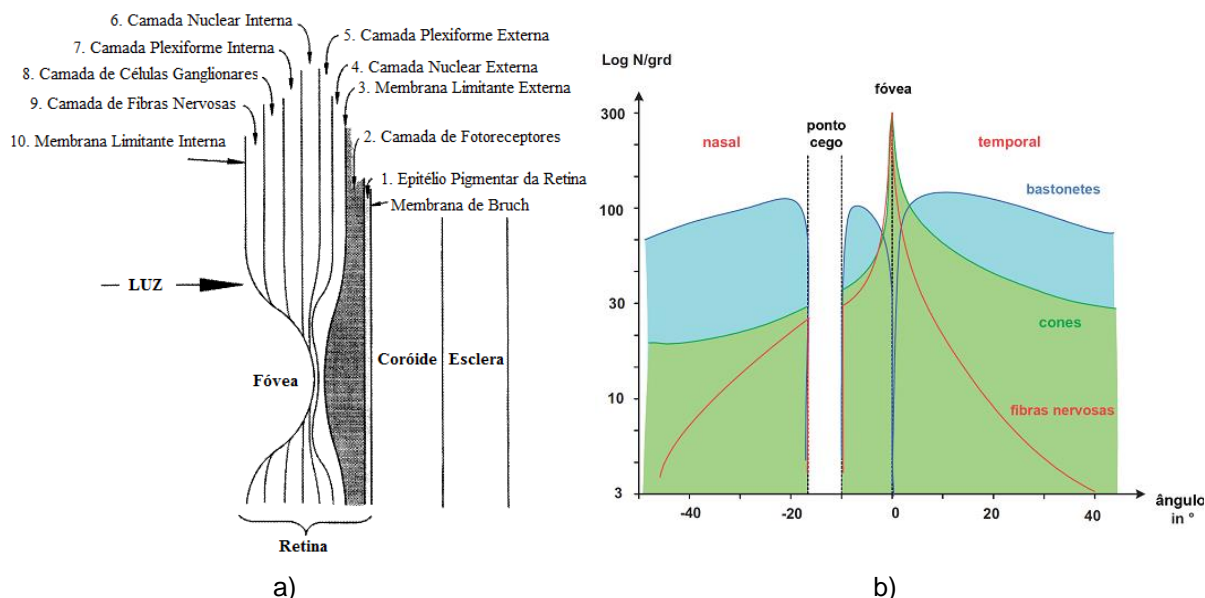 6. Camada Nuclear Interna
7. Camada Plexiforme Interna
8. Camada de Células Ganglionares
9. Camada de Fibras Nervosas
10. Membrana Limitante Interna
5. Camada Plexiforme Externa
4. Camada Nuclear Externa
3. Membrana Limitante Externa
2. Camada de Fotoreceptores
1. Epitélio Pigmentar da Retina
Membrana de Bruch
LUZ
Fóvea
Coróide
Esclera
Retina
a)
Log N/grd
300
100
30
10
3
nasal
ponto
cego
fóvea
temporal
bastonetes
cones
fibras nervosas
-40
-20
0
20
40
ângulo
in °
b)